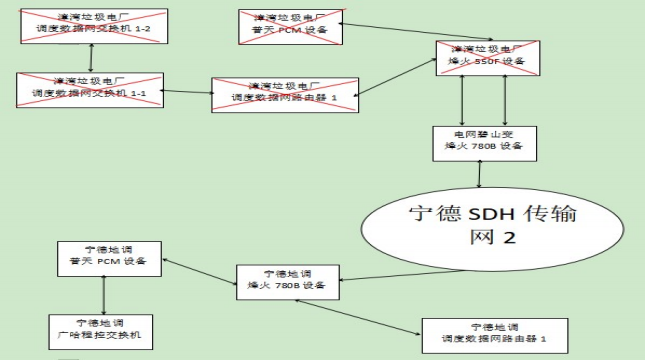 漳湾垃圾电厂
调度数据网交换机 1-2
漳湾垃圾电厂
普天 PCM 设备
漳湾垃圾电厂
烽火 550F 设备
漳湾垃圾电厂
调度数据网交换机 1-1
漳湾垃圾电厂
调度数据网路由器 1
电网碧山变
烽火 780B 设备
宁德 SDH 传输
网 2
宁德地调
普天 PCM 设备
宁德地调
烽火 780B 设备
宁德地调
广哈程控交换机
宁德地调
调度数据网路由器 1